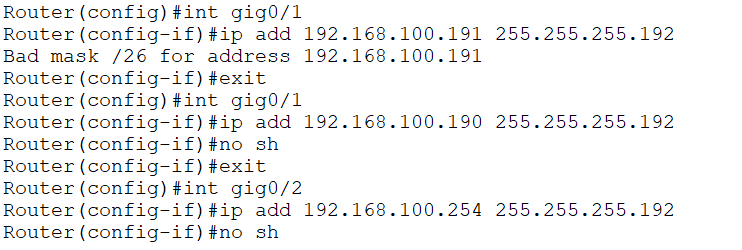 Router(config)#int gig0/1
Router(config-if)#ip add 192.168.100.191 255.255.255.192
Bad mask /26 for address 192.168.100.191
Router(config-if)#exit
Router(config)#int gig0/1
Router(config-if)#ip add 192.168.100.190 255.255.255.192
Router(config-if)#no sh
Router(config-if)#exit
Router(config)#int gig0/2
Router(config-if)#ip add 192.168.100.254 255.255.255.192
Router(config-if)#no sh